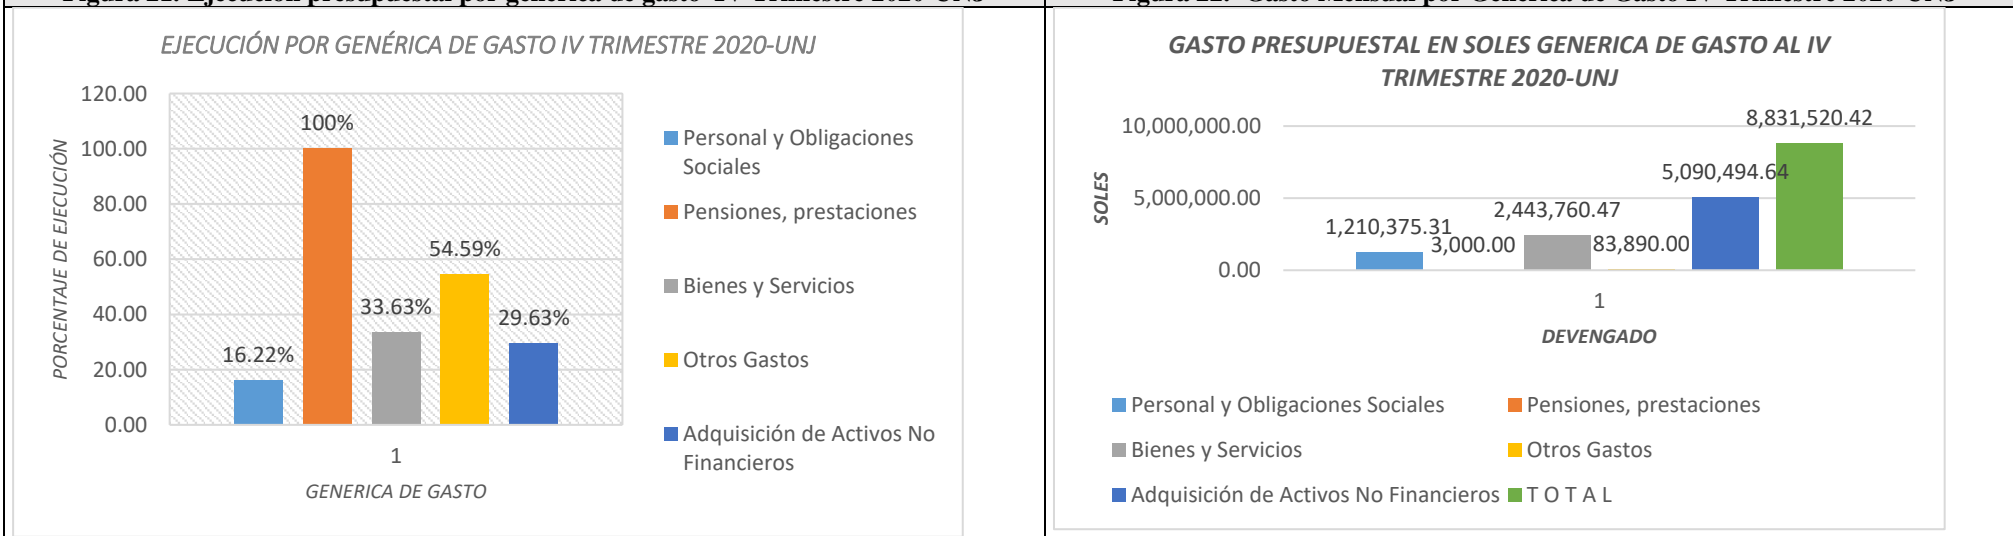 EJECUCIÓN POR GENÉRICA DE GASTO IV TRIMESTRE 2020-UNJ
120.00
100.00
80.00
60.00
40.00
20.00
0.00
PORCENTAJE DE EJECUCIÓN
16.22%
100%
33.63%
54.59%
29.63%
1
GENERICA DE GASTO
Personal y Obligaciones
Sociales
Pensiones, prestaciones
Bienes y Servicios
Otros Gastos
Adquisición de Activos No
Financieros
GASTO PRESUPUESTAL EN SOLES GENERICA DE GASTO AL IV
TRIMESTRE 2020-UNJ
10,000,000.00
5,000,000.00
0.00
SOLES
1,210,375.31
3,000.00
2,443,760.47
83,890.00
5,090,494.64
8,831,520.42
1
DEVENGADO
Personal y Obligaciones Sociales
Pensiones, prestaciones
Bienes y Servicios
Otros Gastos
Adquisición de Activos No Financieros
T O T A L